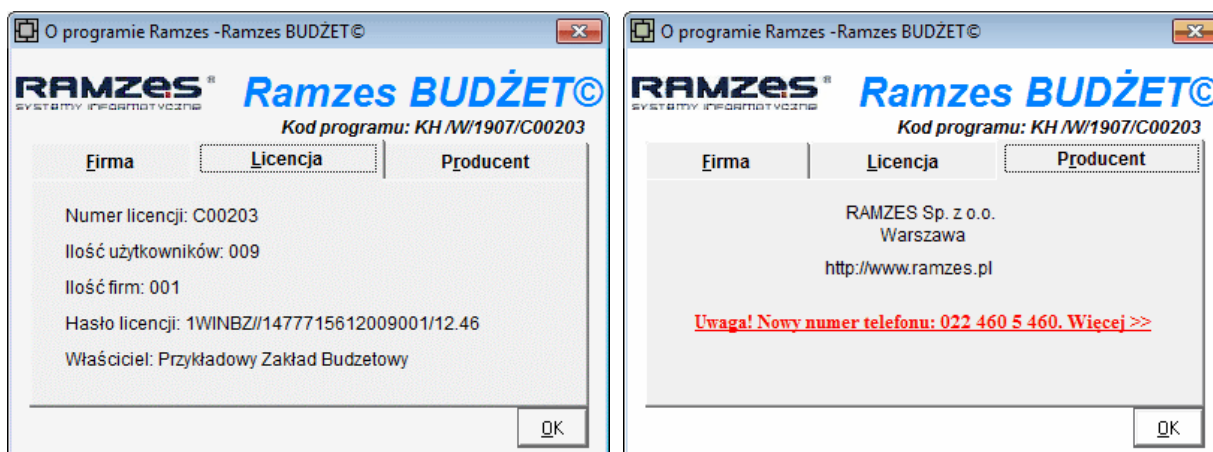 O programie Ramzes -Ramzes BUDŻET©
RAMZES®
SYSTEMY INFORMATYCZNE
Ramzes BUDŻET©
Kod programu: KH /W/1907/C00203
Firma
Licencja
Producent
Numer licencji: C00203
Ilość użytkowników: 009
Ilość firm: 001
Hasło licencji: 1WINBZ//1477715612009001/12.46
Właściciel: Przykładowy Zakład Budzetowy
OK
O programie Ramzes -Ramzes BUDŻET©
RAMZES®
SYSTEMY INFORMATYCZNE
Ramzes BUDŻET©
Kod programu: KH /W/1907/C00203
Firma
Licencja
Producent
RAMZES Sp. z o.o.
Warszawa
http://www.ramzes.pl
Uwaga! Nowy numer telefonu: 022 460 5 460. Więcej >>
OK